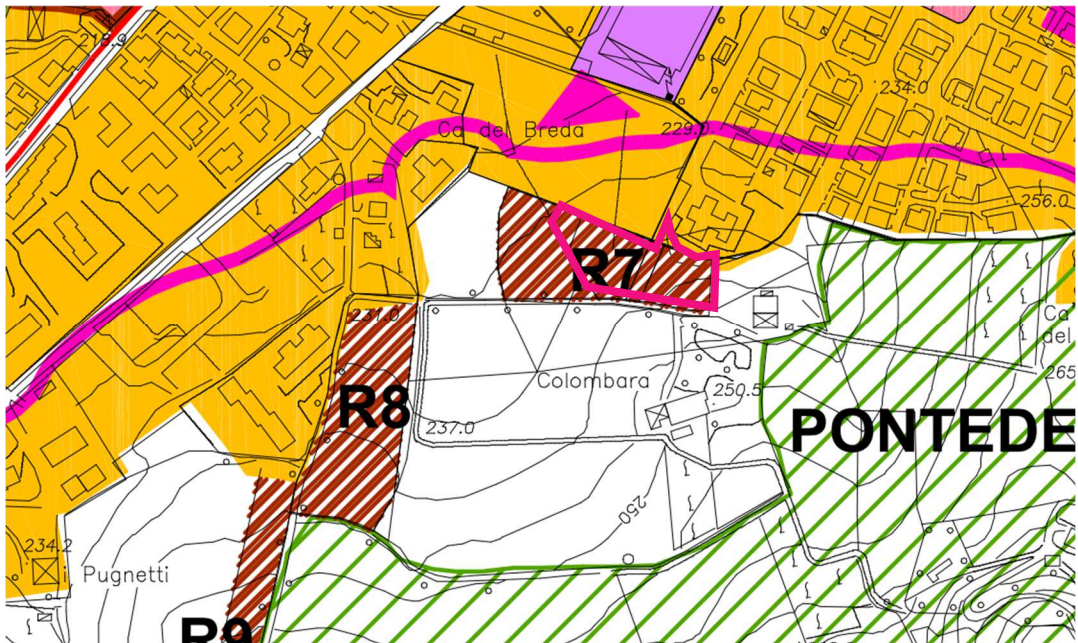 218.9
234.0
Ca del Breda
229.0
256.0
R7
231.0
Ca
del
265
Colombara
250.5
R8
237.0
PONTEDE
250
234.2
i Pugnetti
R9